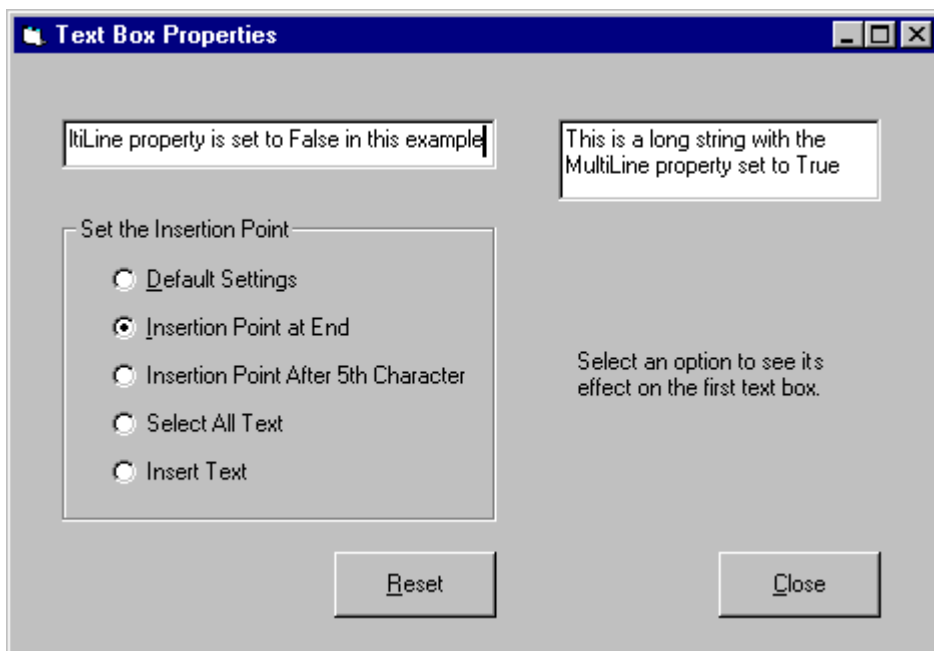 Text Box Properties
ltiLine property is set to False in this example
This is a long string with the
MultiLine property set to True
Set the Insertion Point
Default Settings
Insertion Point at End
Insertion Point After 5th Character
Select All Text
Insert Text
Select an option to see its
effect on the first text box.
Reset
Close